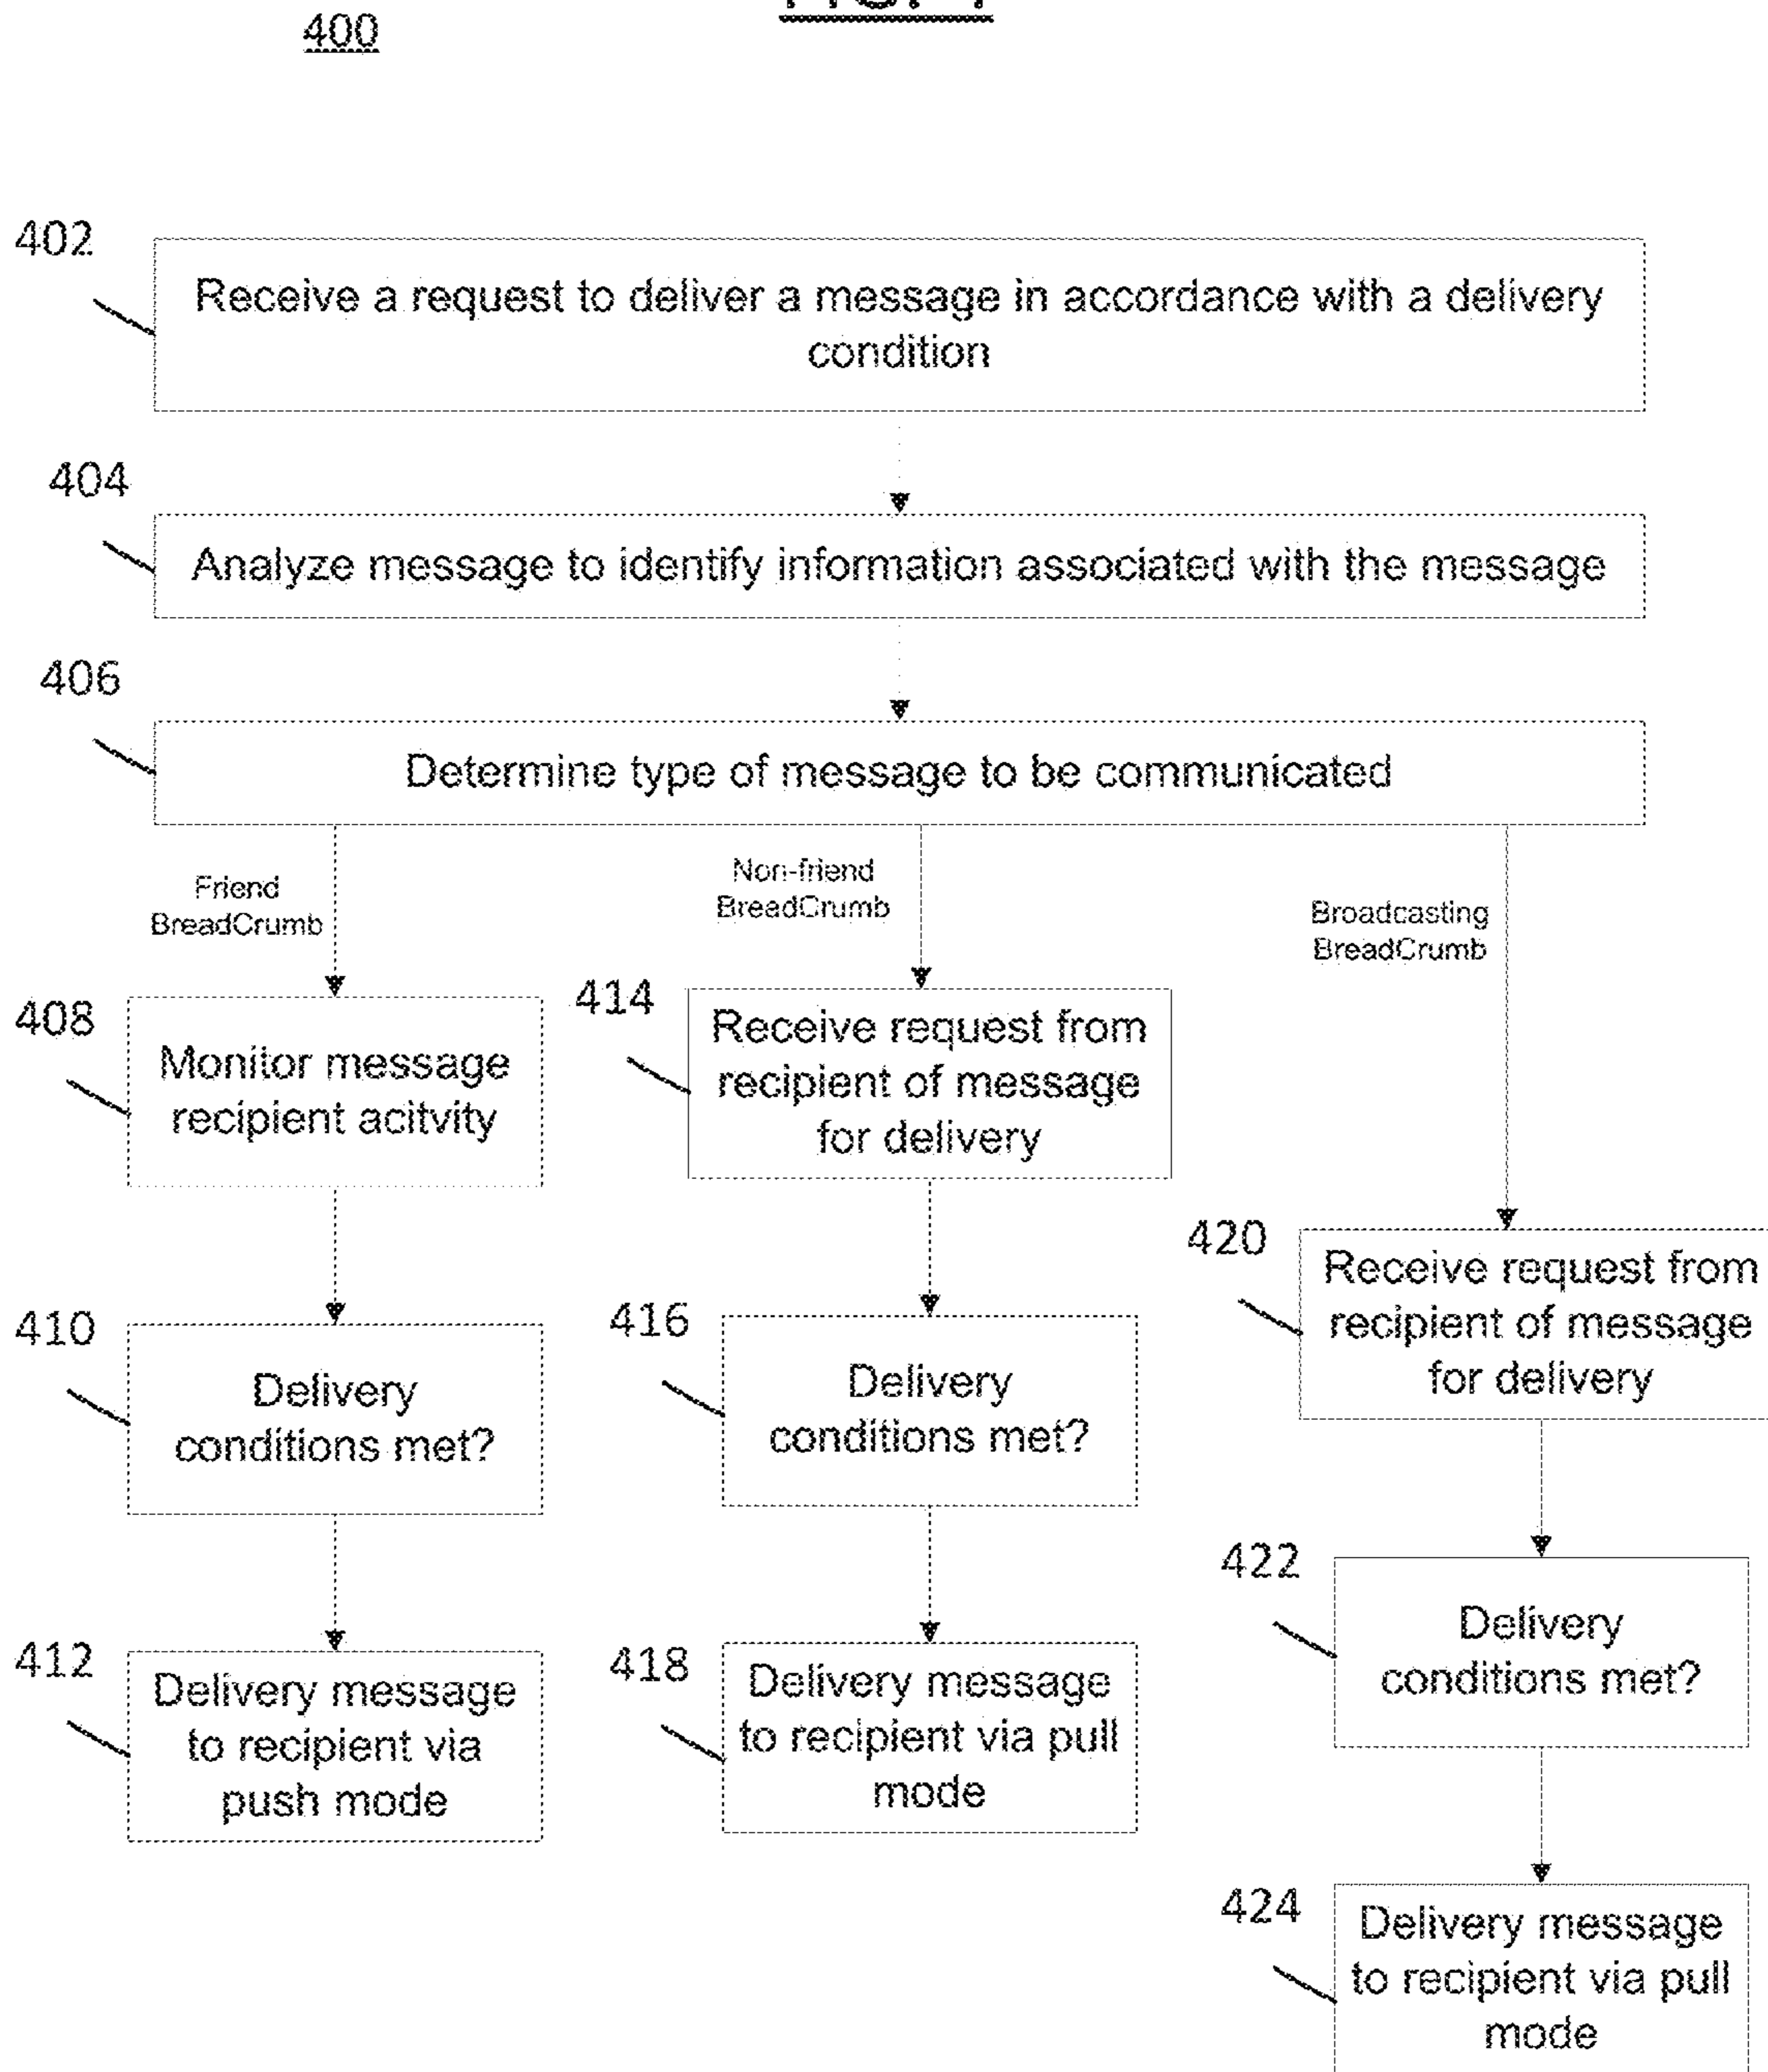 400
402
Receive a request to deliver a message in accordance with a delivery
condition
404
Analyze message to identify information associated with the message
406
Determine type of message to be communicated
Friend
BreadCrumb
Non-friend
BreadCrumb
Broadcasting
BreadCrumb
408
Monitor message
recipient acitvity
414
Receive request from
recipient of message
for delivery
420
Receive request from
recipient of message
for delivery
410
Delivery
conditions met?
416
Delivery
conditions met?
422
Delivery
conditions met?
412
Delivery message
to recipient via
push mode
418
Delivery message
to recipient via pull
mode
424
Delivery message
to recipient via pull
mode